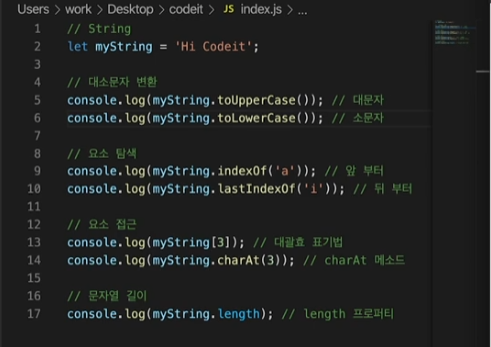 Users > work > Desktop > codeit > JS index.js > ...
1 // String
2 let myString = 'Hi Codeit';
3
4 // 대소문자 변환
5 console.log(myString.toUpperCase()); // 대문자
6 console.log(myString.toLowerCase()); // 소문자
7
8 // 요소 탐색
9 console.log(myString.indexOf('a')); // 앞 부터
10 console.log(myString.lastIndexOf('i')); // 뒤 부터
11
12 // 요소 접근
13 console.log(myString[3]); // 대괄호 표기법
14 console.log(myString.charAt(3)); // charAt 메소드
15
16 // 문자열 길이
17 console.log(myString.length); // length 프로퍼티